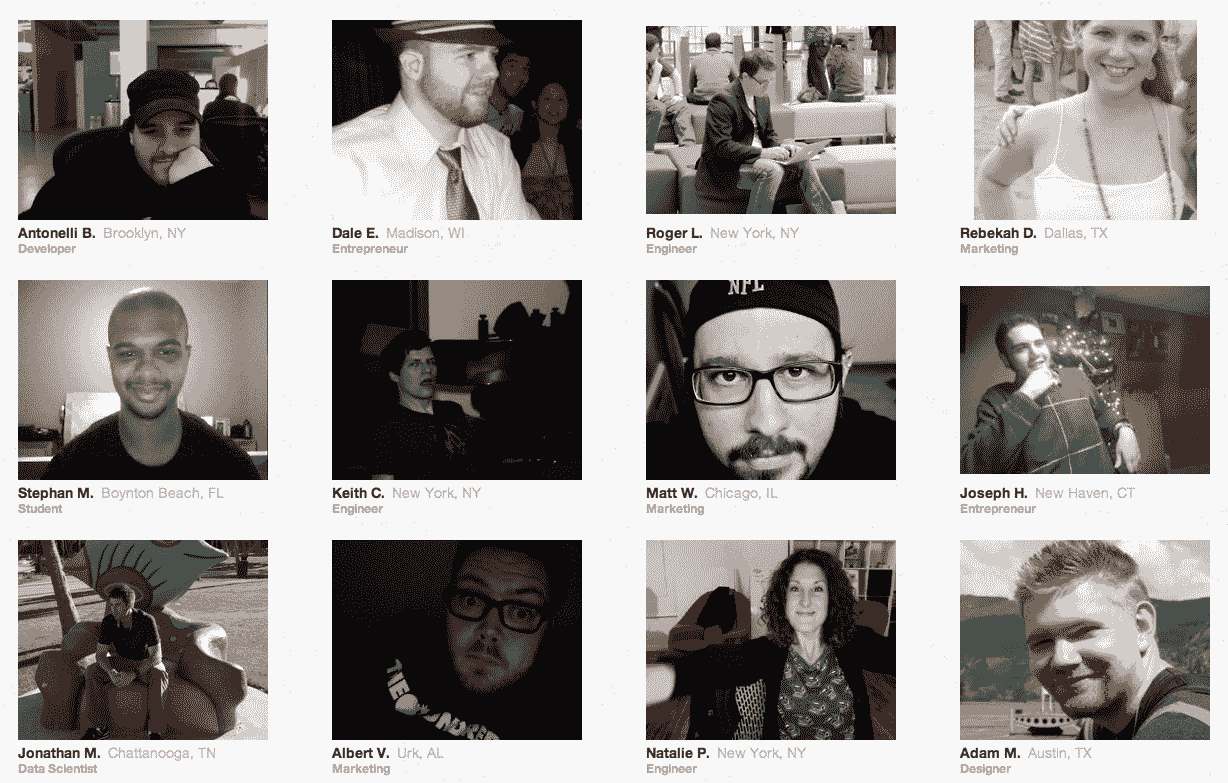 Antonelli B. Brooklyn, NY
Developer
Dale E. Madison, WI
Entrepreneur
Roger L. New York, NY
Engineer
Rebekah D. Dallas, TX
Marketing
NFL
Stephan M. Boynton Beach, FL
Student
Keith C. New York, NY
Engineer
Matt W. Chicago, IL
Marketing
Joseph H. New Haven, CT
Entrepreneur
Jonathan M. Chattanooga, TN
Data Scientist
Albert V. Urk, AL
Marketing
Natalie P. New York, NY
Engineer
Adam M. Austin, TX
Designer